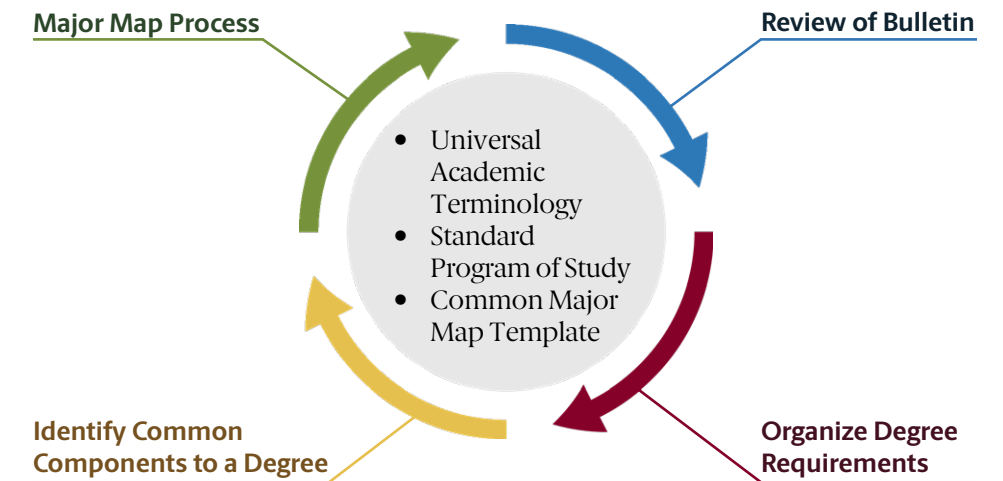 Major Map Process
Review of Bulletin
• Universal
Academic
Terminology
• Standard
Program of Study
• Common Major
Map Template
Identify Common
Components to a Degree
Organize Degree
Requirements